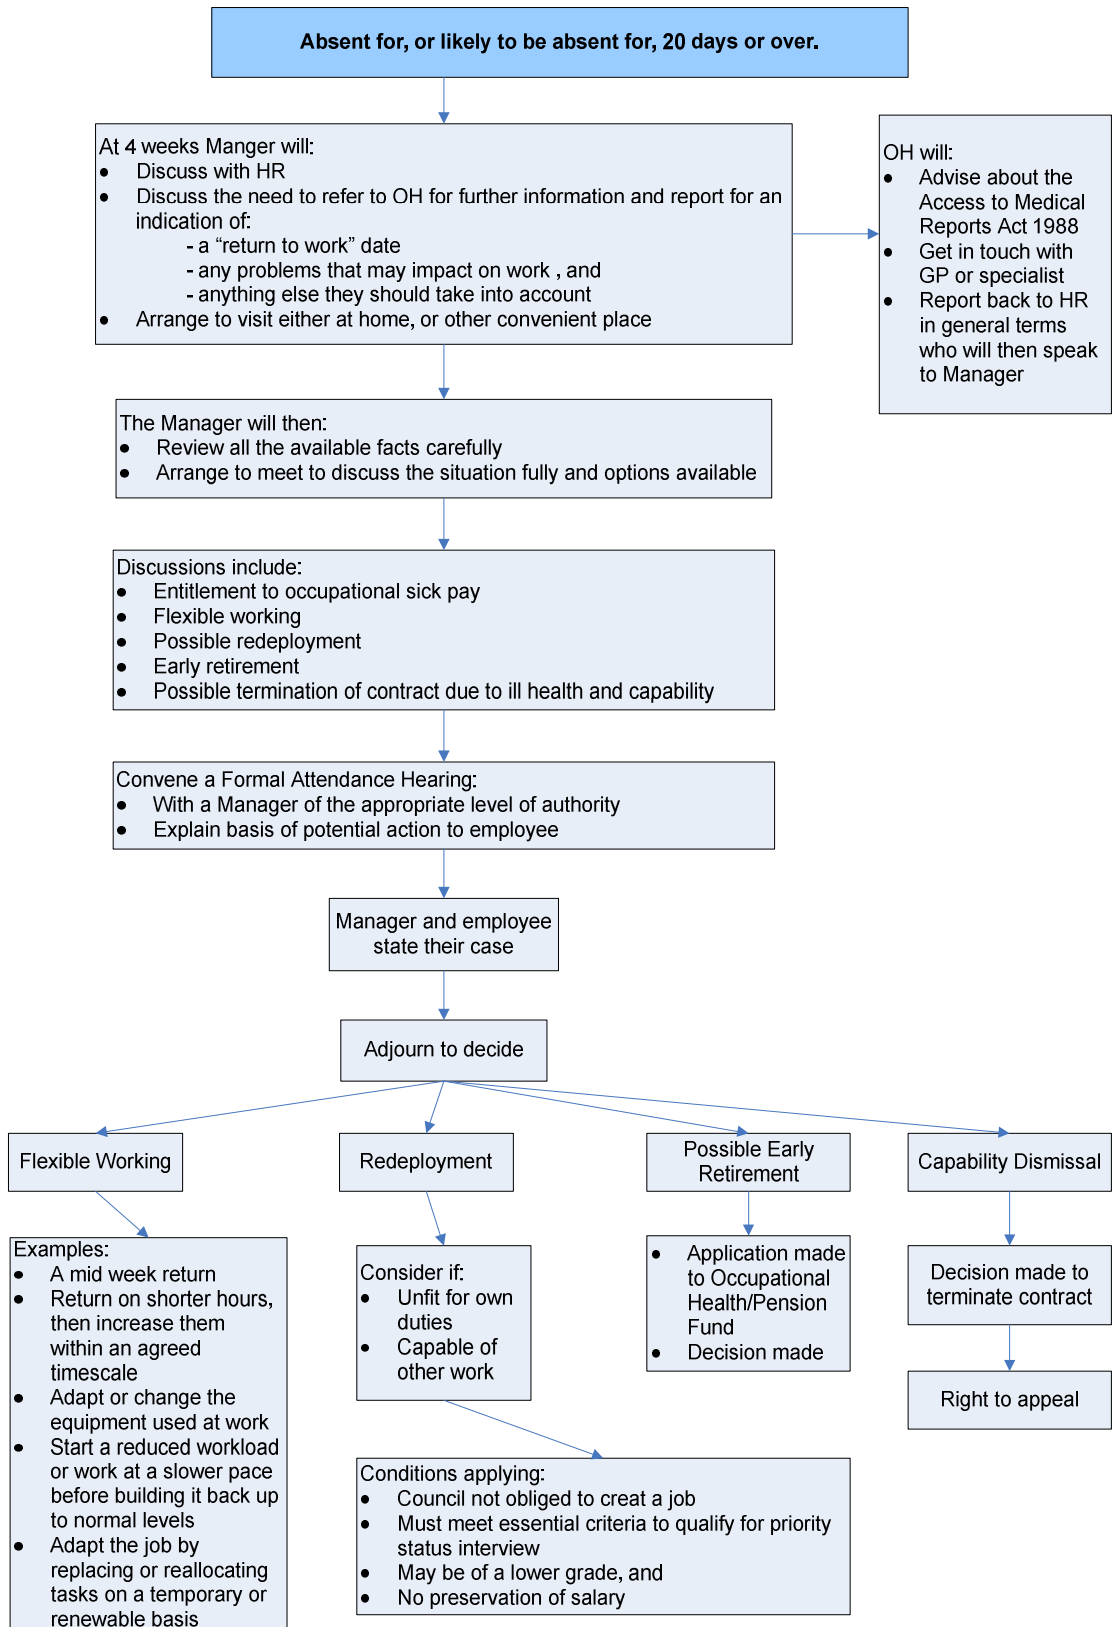 Absent for, or likely to be absent for, 20 days or over.
At 4 weeks Manger will:
● Discuss with HR
● Discuss the need to refer to OH for further information and report for an
indication of:
- a “return to work” date
- any problems that may impact on work , and
- anything else they should take into account
● Arrange to visit either at home, or other convenient place
OH will:
● Advise about the
Access to Medical
Reports Act 1988
● Get in touch with
GP or specialist
● Report back to HR
in general terms
who will then speak
to Manager
The Manager will then:
● Review all the available facts carefully
● Arrange to meet to discuss the situation fully and options available
Discussions include:
● Entitlement to occupational sick pay
● Flexible working
● Possible redeployment
● Early retirement
● Possible termination of contract due to ill health and capability
Convene a Formal Attendance Hearing:
● With a Manager of the appropriate level of authority
● Explain basis of potential action to employee
Manager and employee
state their case
Adjourn to decide
Flexible Working
Redeployment
Possible Early
Retirement
Capability Dismissal
Examples:
● A mid week return
● Return on shorter hours,
then increase them
within an agreed
timescale
● Adapt or change the
equipment used at work
● Start a reduced workload
or work at a slower pace
before building it back up
to normal levels
● Adapt the job by
replacing or reallocating
tasks on a temporary or
renewable basis
Consider if:
● Unfit for own
duties
● Capable of
other work
● Application made
to Occupational
Health/Pension
Fund
● Decision made
Decision made to
terminate contract
Right to appeal
Conditions applying:
● Council not obliged to creat a job
● Must meet essential criteria to qualify for priority
status interview
● May be of a lower grade, and
● No preservation of salary